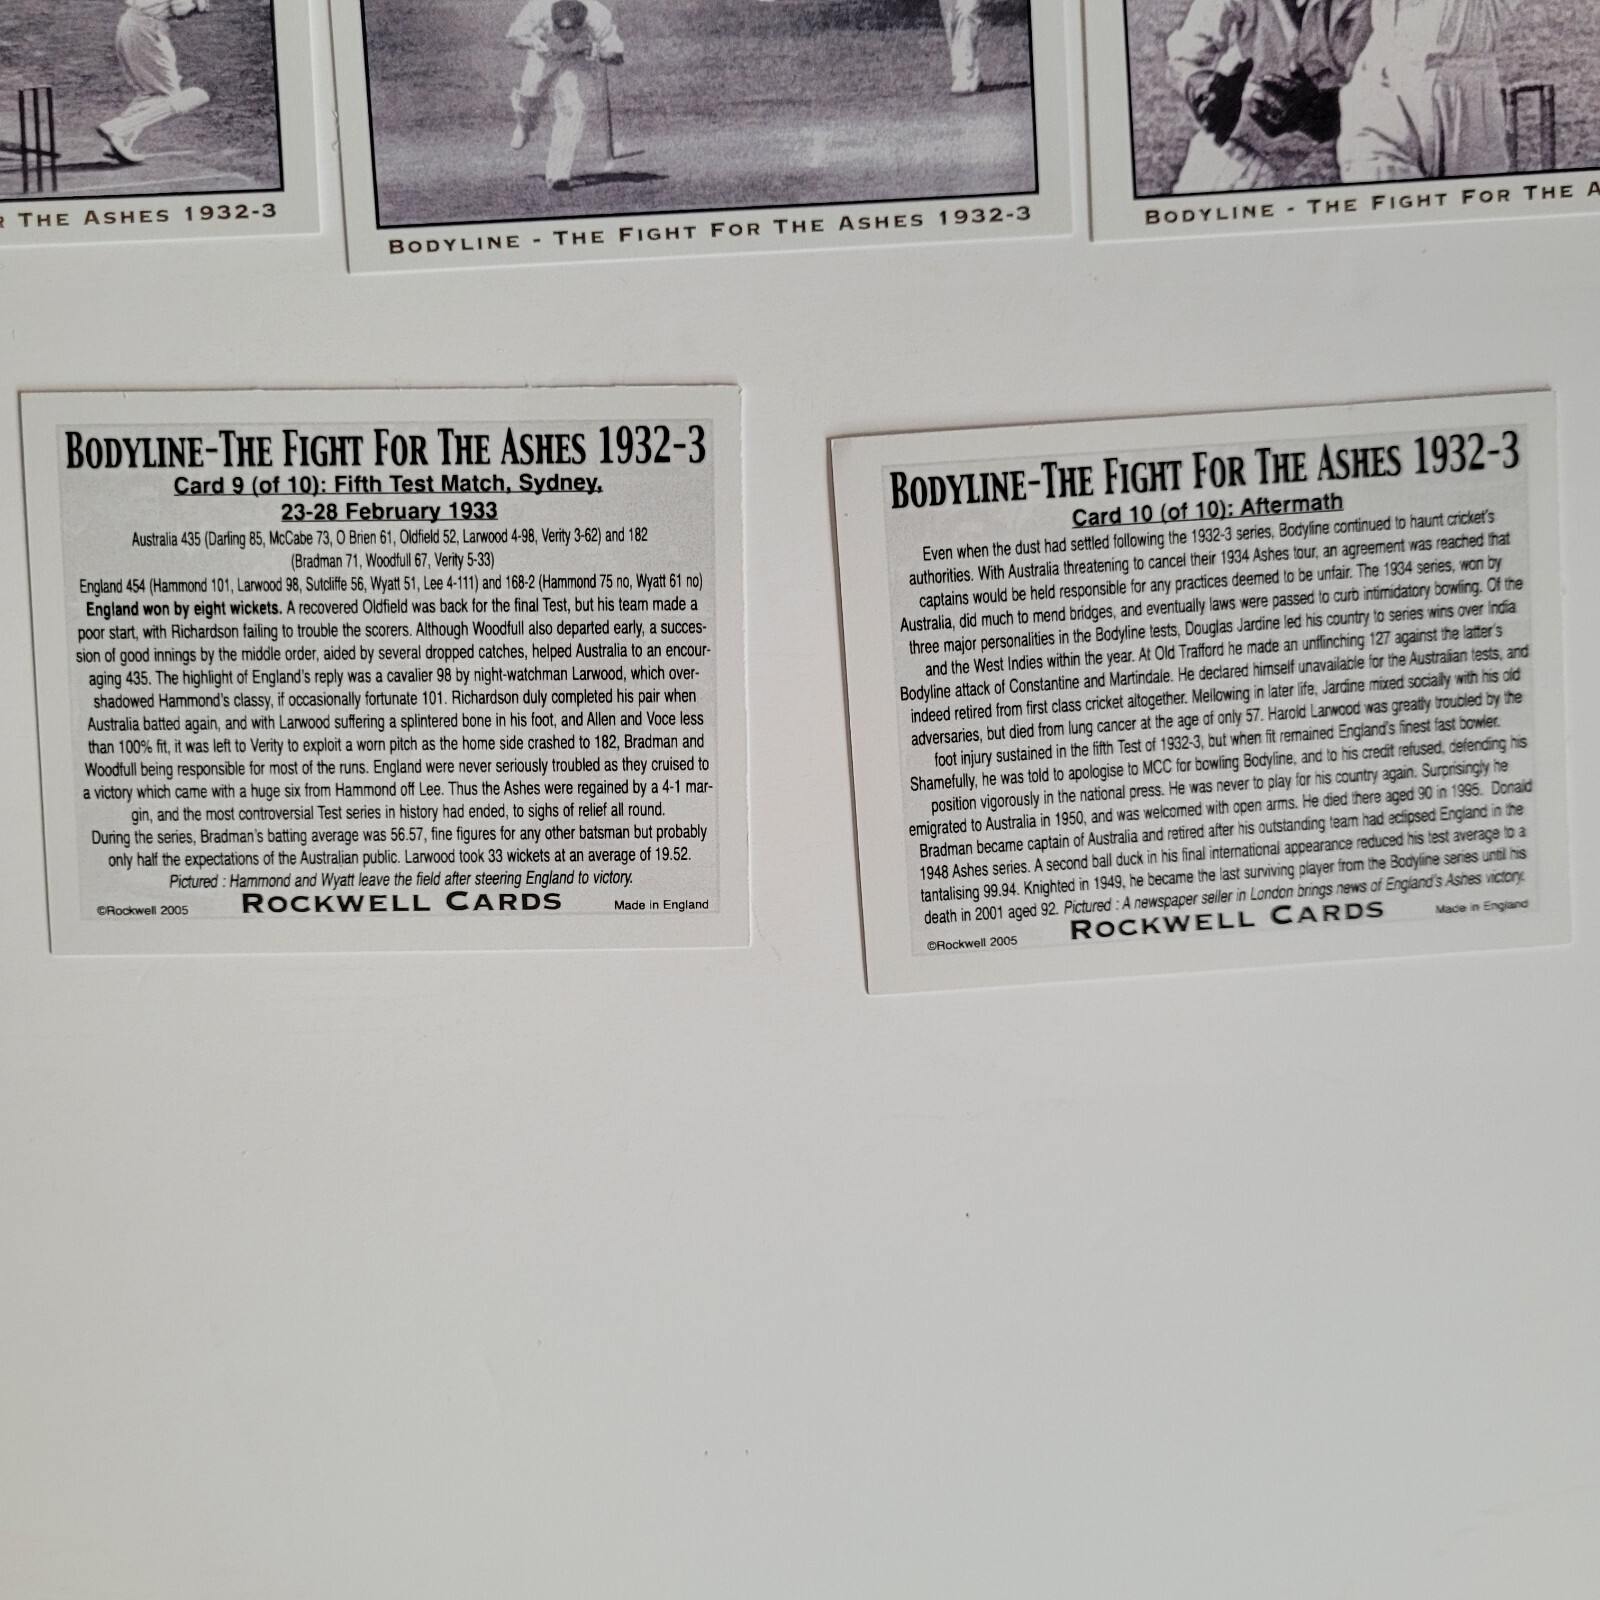 R THE ASHES 1932-3
BODYLINE - THE FIGHT FOR THE ASHES 1932-3
BODYLINE - THE FIGHT FOR THE A
BODYLINE-THE FIGHT FOR THE ASHES 1932-3
Card 9 (of 10): Fifth Test Match, Sydney,
23-28 February 1933
Australia 435 (Darling 85, McCabe 73, O Brien 61, Oldfield 52, Larwood 4-98, Verity 3-62) and 182
(Bradman 71, Woodfull 67, Verity 5-33)
England 454 (Hammond 101, Larwood 98, Sutcliffe 56, Wyatt 51, Lee 4-111) and 168-2 (Hammond 75 no, Wyatt 61 no)
England won by eight wickets. A recovered Oldfield was back for the final Test, but his team made a
poor start, with Richardson failing to trouble the scorers. Although Woodfull also departed early, a succes-
sion of good innings by the middle order, aided by several dropped catches, helped Australia to an encour-
aging 435. The highlight of England's reply was a cavalier 98 by night-watchman Larwood, which over-
shadowed Hammond's classy, if occasionally fortunate 101. Richardson duly completed his pair when
Australia batted again, and with Larwood suffering a splintered bone in his foot, and Allen and Voce less
than 100% fit, it was left to Verity to exploit a worn pitch as the home side crashed to 182, Bradman and
Woodfull being responsible for most of the runs. England were never seriously troubled as they cruised to
a victory which came with a huge six from Hammond off Lee. Thus the Ashes were regained by a 4-1 mar-
gin, and the most controversial Test series in history had ended, to sighs of relief all round.
During the series, Bradman's batting average was 56.57, fine figures for any other batsman but probably
only half the expectations of the Australian public. Larwood took 33 wickets at an average of 19.52.
Pictured : Hammond and Wyatt leave the field after steering England to victory.
©Rockwell 2005 ROCKWELL CARDS Made in England
BODYLINE-THE FIGHT FOR THE ASHES 1932-3
Card 10 (of 10): Aftermath
Even when the dust had settled following the 1932-3 series, Bodyline continued to haunt cricket's
authorities. With Australia threatening to cancel their 1934 Ashes tour, an agreement was reached that
captains would be held responsible for any practices deemed to be unfair. The 1934 series, won by
Australia, did much to mend bridges, and eventually laws were passed to curb intimidatory bowling. Of the
three major personalities in the Bodyline tests, Douglas Jardine led his country to series wins over India
and the West Indies within the year. At Old Trafford he made an unflinching 127 against the latter's
Bodyline attack of Constantine and Martindale. He declared himself unavailable for the Australian tests, and
indeed retired from first class cricket altogether. Mellowing in later life, Jardine mixed socially with his old
adversaries, but died from lung cancer at the age of only 57. Harold Larwood was greatly troubled by the
foot injury sustained in the fifth Test of 1932-3, but when fit remained England's finest fast bowler.
Shamefully, he was told to apologise to MCC for bowling Bodyline, and to his credit refused, defending his
position vigorously in the national press. He was never to play for his country again. Surprisingly he
emigrated to Australia in 1950, and was welcomed with open arms. He died there aged 90 in 1995. Donald
Bradman became captain of Australia and retired after his outstanding team had eclipsed England in the
1948 Ashes series. A second ball duck in his final international appearance reduced his test average to a
tantalising 99.94. Knighted in 1949, he became the last surviving player from the Bodyline series until his
death in 2001 aged 92. Pictured : A newspaper seller in London brings news of England's Ashes victory.
©Rockwell 2005 ROCKWELL CARDS Made in England